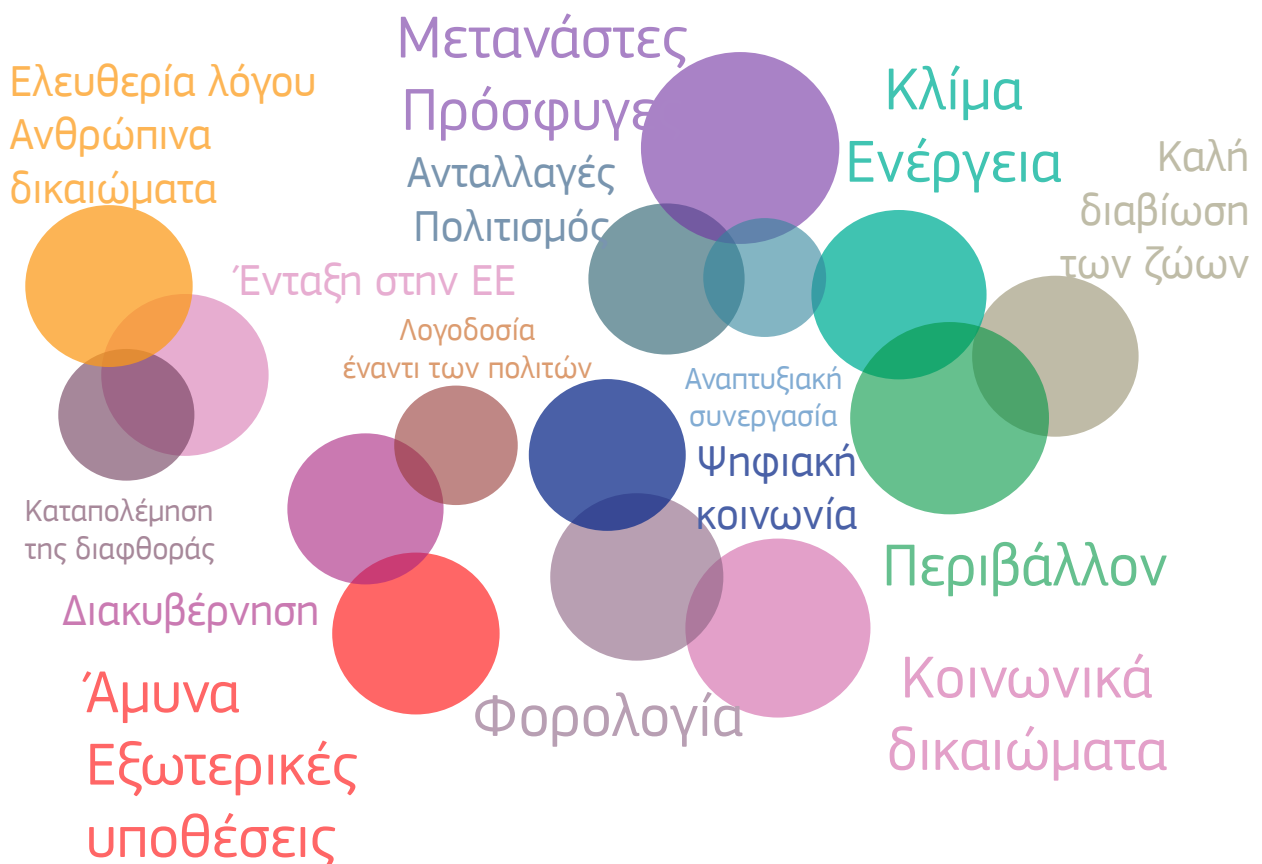 Μετανάστες
Πρόσφυγες
Ελευθερία λόγου
Ανθρώπινα
δικαιώματα
Κλίμα
Ενέργεια
Καλή
διαβίωση
των ζώων
Ανταλλαγές
Πολιτισμός
Ένταξη στην ΕΕ
Λογοδοσία
έναντι των πολιτών
Αναπτυξιακή
συνεργασία
Ψηφιακή
κοινωνία
Καταπολέμηση
της διαφθοράς
Περιβάλλον
Διακυβέρνηση
Άμυνα
Εξωτερικές
υποθέσεις
Φορολογία
Κοινωνικά
δικαιώματα